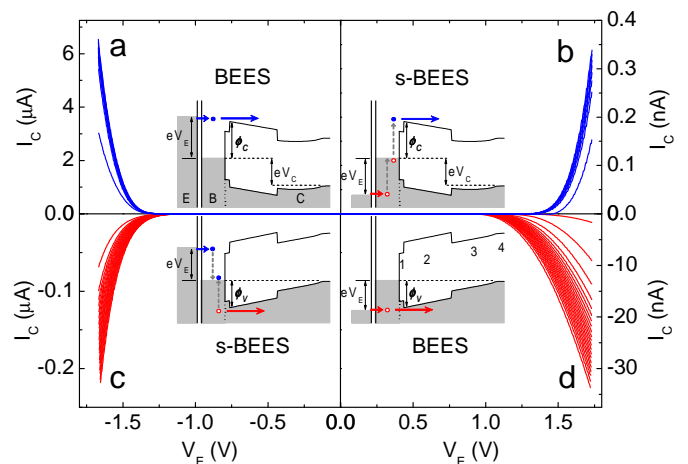 a
BEES
I_C (μA)
6
4
2
0.0
eV_E
ϕ_c
eV_C
E
B
C
b
s-BEES
I_C (nA)
0.4
0.3
0.2
0.1
0.0
eV_E
ϕ_c
c
s-BEES
I_C (μA)
-0.1
-0.2
eV_E
ϕ_v
d
BEES
I_C (nA)
-10
-20
-30
eV_E
1
2
3
4
ϕ_v
-1.5 -1.0 -0.5 0.0
V_E (V)
0.0 0.5 1.0 1.5
V_E (V)